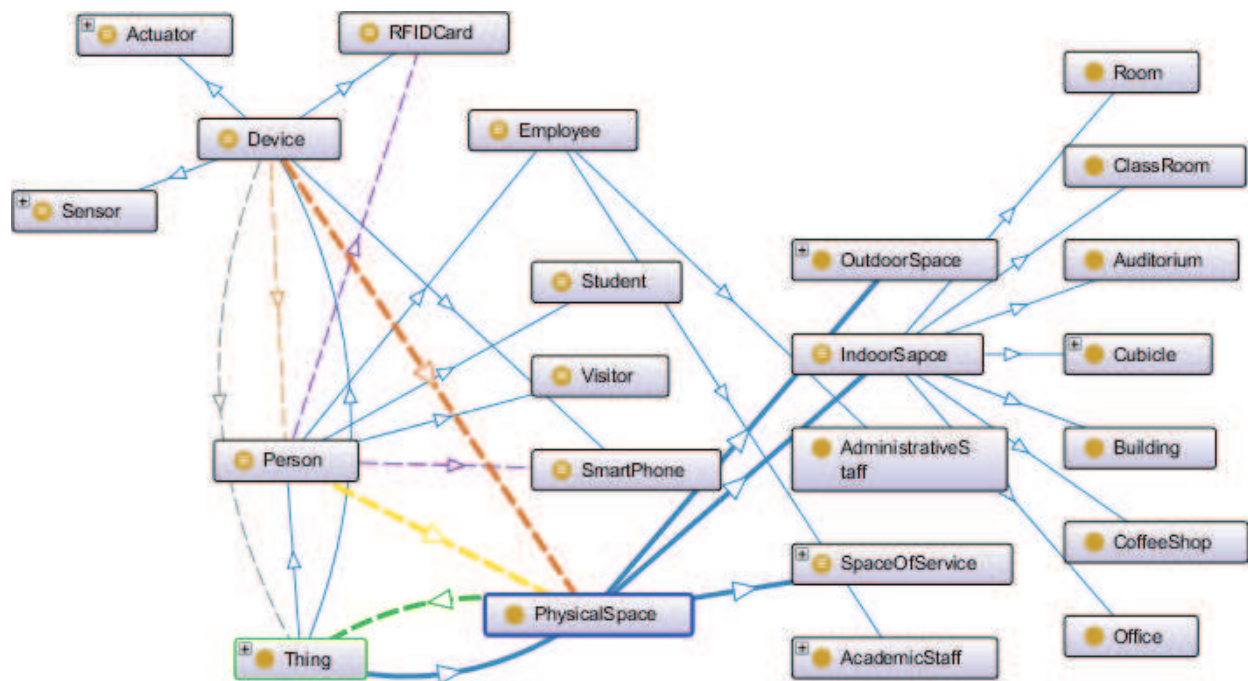 Actuator
RFIDCard
Room
Device
Employee
ClassRoom
Sensor
OutdoorSpace
Auditorium
Student
IndoorSapce
Cubicle
Visitor
Person
SmartPhone
AdministrativeS
taff
Building
SpaceOfService
CoffeeShop
PhysicalSpace
Thing
AcademicStaff
Office